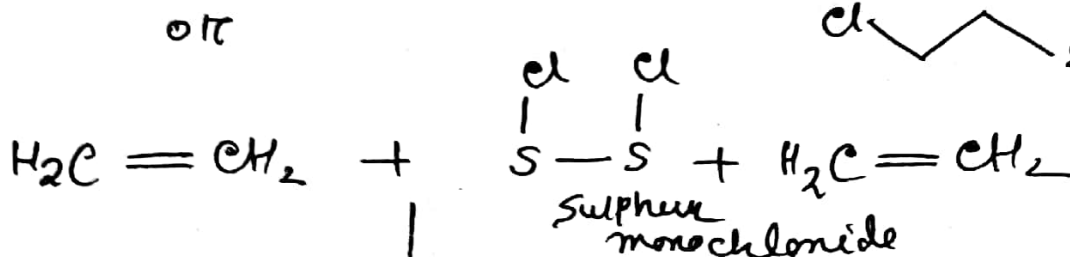 or
Cl
Cl Cl
H₂C = CH₂ + S — S + H₂C = CH₂
Sulphur
monochloride